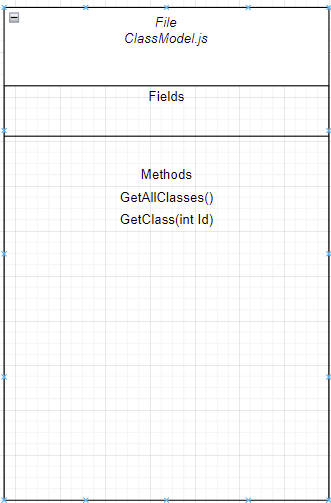 File
ClassModel.js
Fields
Methods
GetAllClasses()
GetClass(int Id)